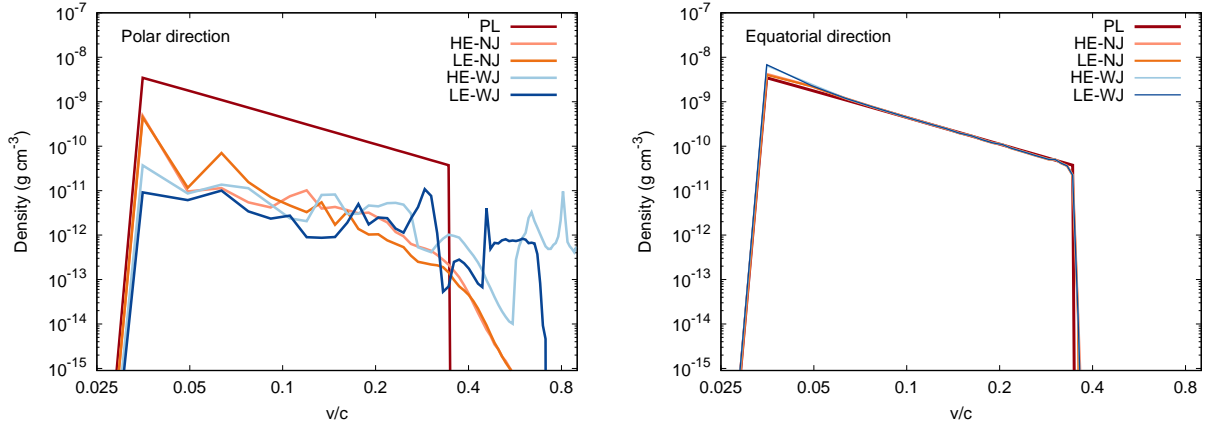 Polar direction
PL
HE-NJ
LE-NJ
HE-WJ
LE-WJ
Density (g cm⁻³)
10⁻⁷
10⁻⁸
10⁻⁹
10⁻¹⁰
10⁻¹¹
10⁻¹²
10⁻¹³
10⁻¹⁴
10⁻¹⁵
0.025 0.05 0.1 0.2 0.4 0.8
v/c
Equatorial direction
PL
HE-NJ
LE-NJ
HE-WJ
LE-WJ
Density (g cm⁻³)
10⁻⁷
10⁻⁸
10⁻⁹
10⁻¹⁰
10⁻¹¹
10⁻¹²
10⁻¹³
10⁻¹⁴
10⁻¹⁵
0.025 0.05 0.1 0.2 0.4 0.8
v/c